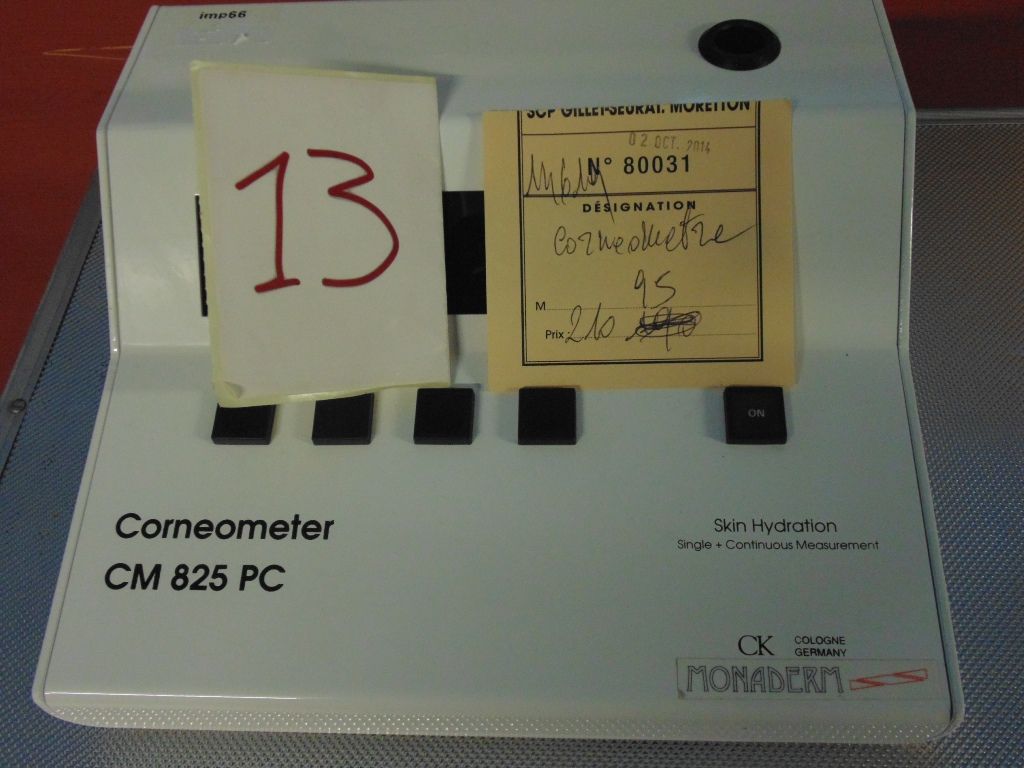 imp66
13
SCP GILLET-SEURAT. MORETTON
02 OCT. 2014
N° 80031
DÉSIGNATION
Corneometre
95
M
Prix 210
ON
Corneometer
CM 825 PC
Skin Hydration
Single + Continuous Measurement
CK COLOGNE
GERMANY
MONADERM